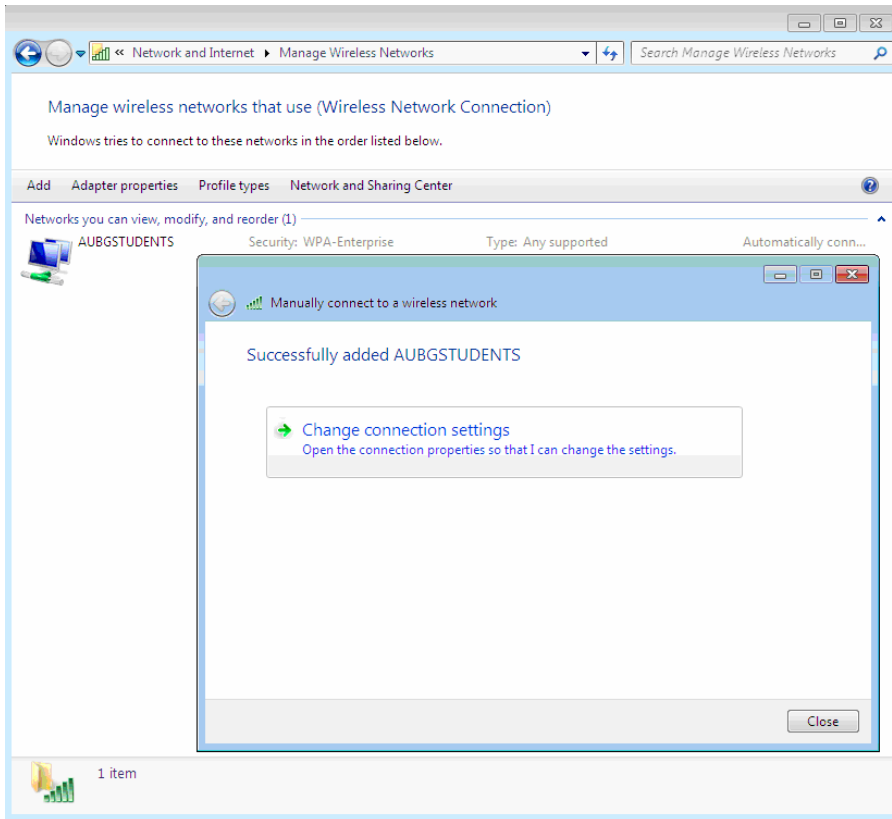 « Network and Internet ▸ Manage Wireless Networks Search Manage Wireless Networks
Manage wireless networks that use (Wireless Network Connection)
Windows tries to connect to these networks in the order listed below.
Add Adapter properties Profile types Network and Sharing Center
Networks you can view, modify, and reorder (1)
AUBGSTUDENTS Security: WPA-Enterprise Type: Any supported Automatically conn...
Manually connect to a wireless network
Successfully added AUBGSTUDENTS
Change connection settings
Open the connection properties so that I can change the settings.
Close
1 item